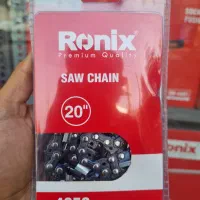 Ronix
Premium Quality
SAW CHAIN
20"